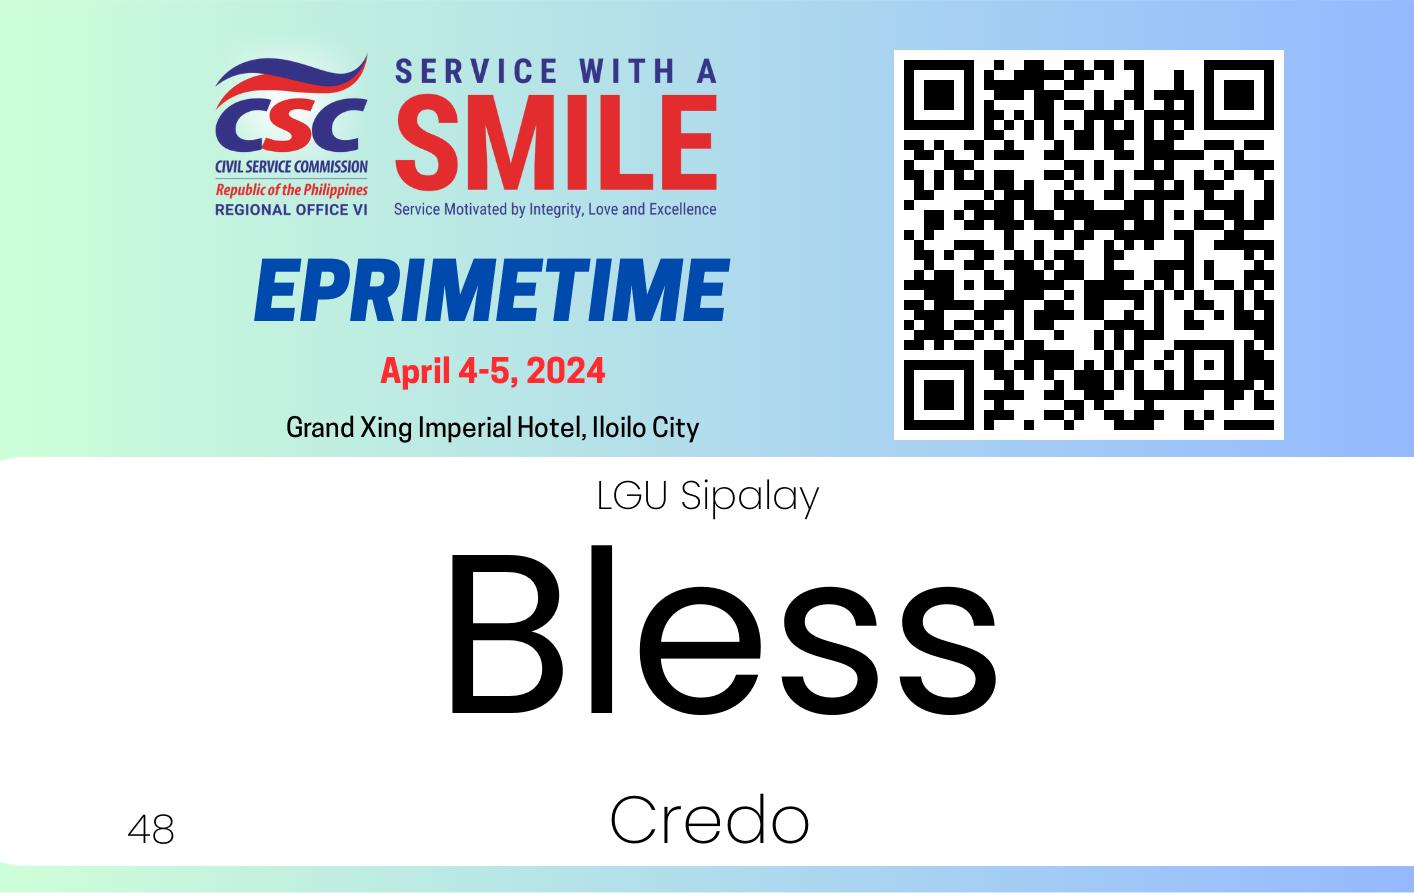 CSC
CIVIL SERVICE COMMISSION
Republic of the Philippines
REGIONAL OFFICE VI
SERVICE WITH A
SMILE
Service Motivated by Integrity, Love and Excellence
EPRIMETIME
April 4-5, 2024
Grand Xing Imperial Hotel, Iloilo City
LGU Sipalay
Bless
Credo
48